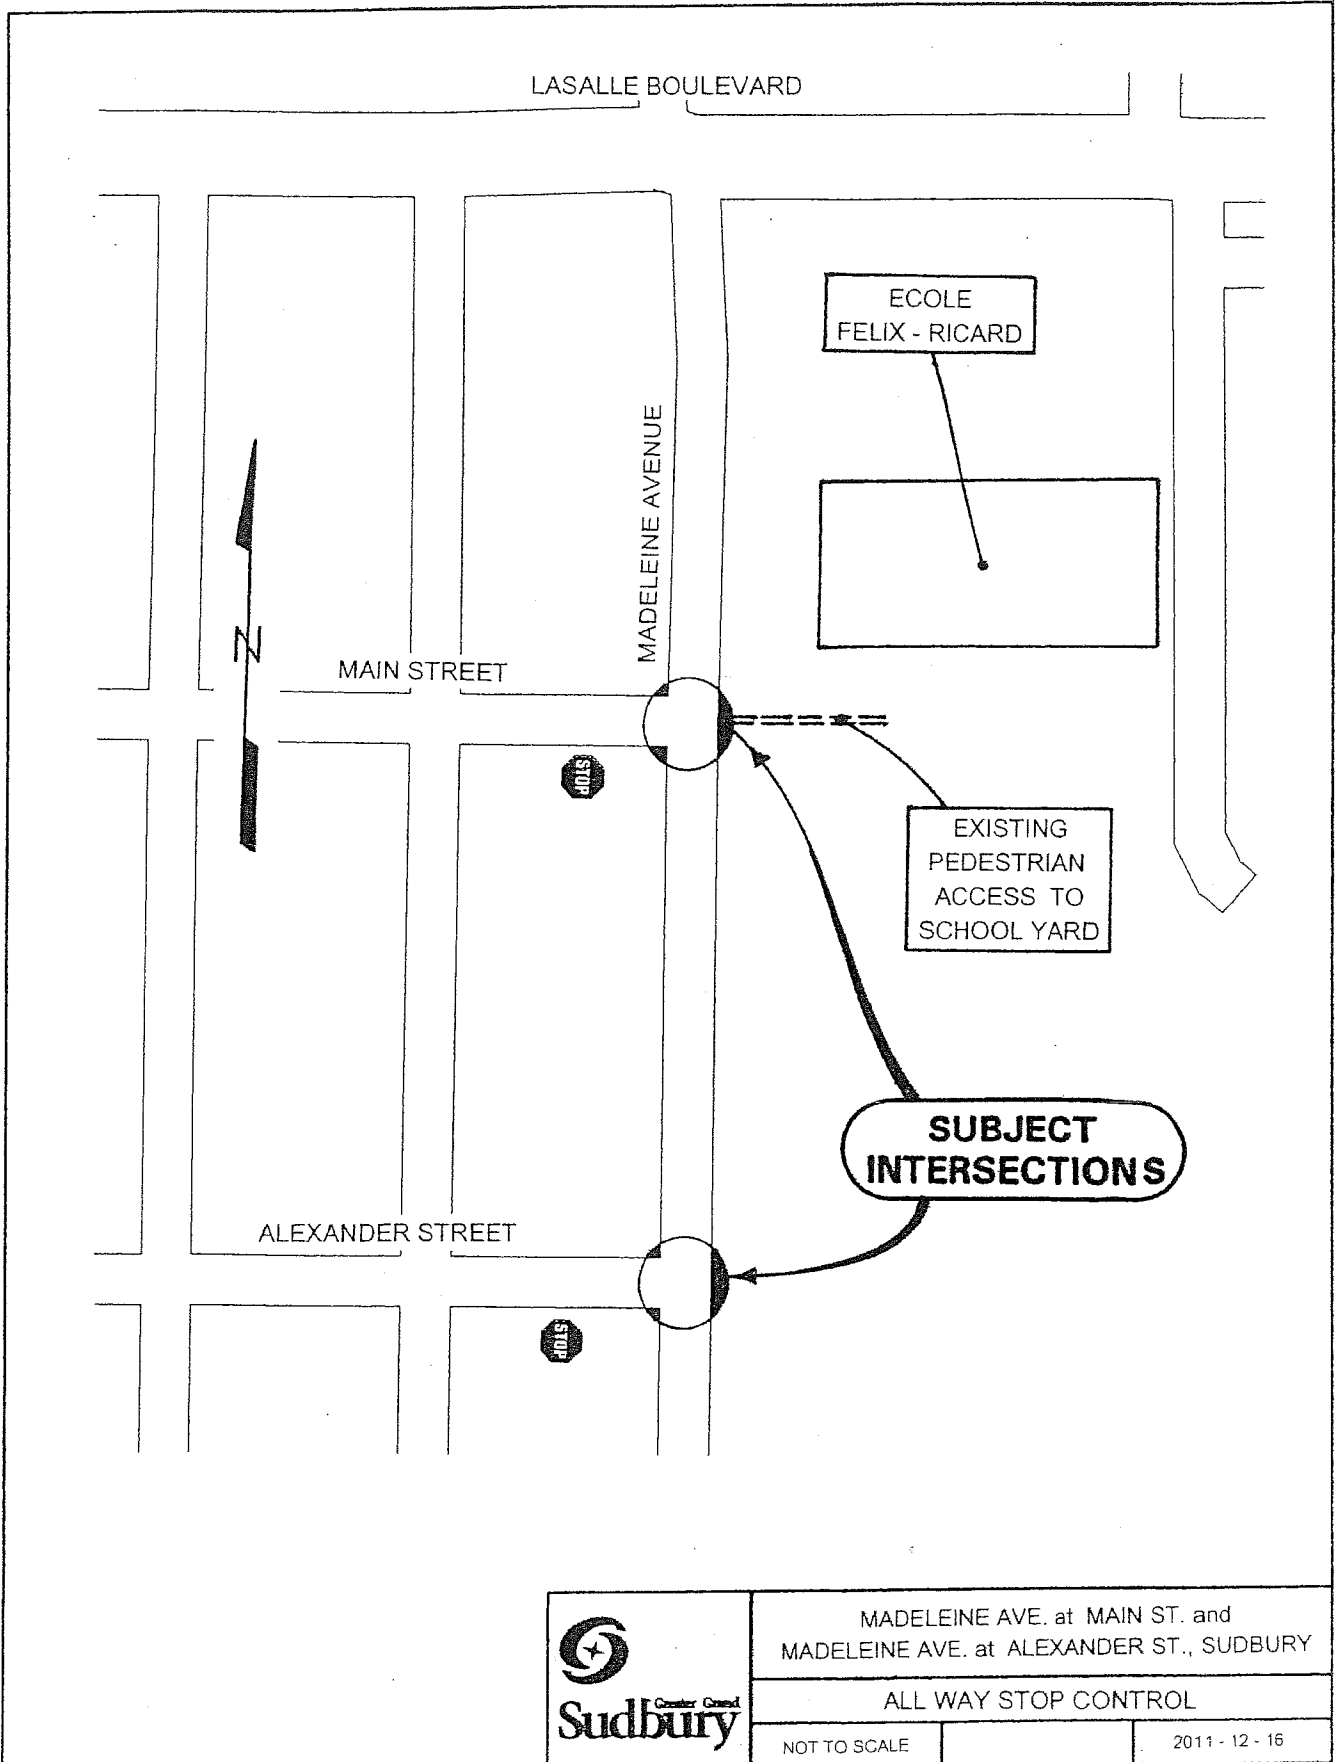 LASALLE BOULEVARD
ECOLE
FELIX - RICARD
MADELEINE AVENUE
N
MAIN STREET
STOP
EXISTING
PEDESTRIAN
ACCESS TO
SCHOOL YARD
SUBJECT
INTERSECTIONS
ALEXANDER STREET
STOP
Greater Grand
Sudbury
MADELEINE AVE. at MAIN ST. and
MADELEINE AVE. at ALEXANDER ST., SUDBURY
ALL WAY STOP CONTROL
NOT TO SCALE
2011 - 12 - 16